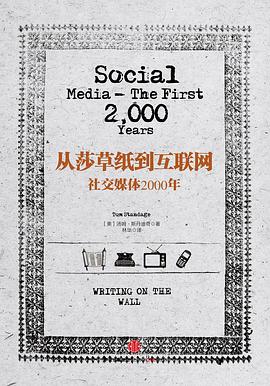 Social
Media – The First
2,000
Years
从莎草纸到互联网
社交媒体2000年
Tom Standage
[英]汤姆·斯丹迪奇◎著
林华◎译
WRITING ON THE
WALL